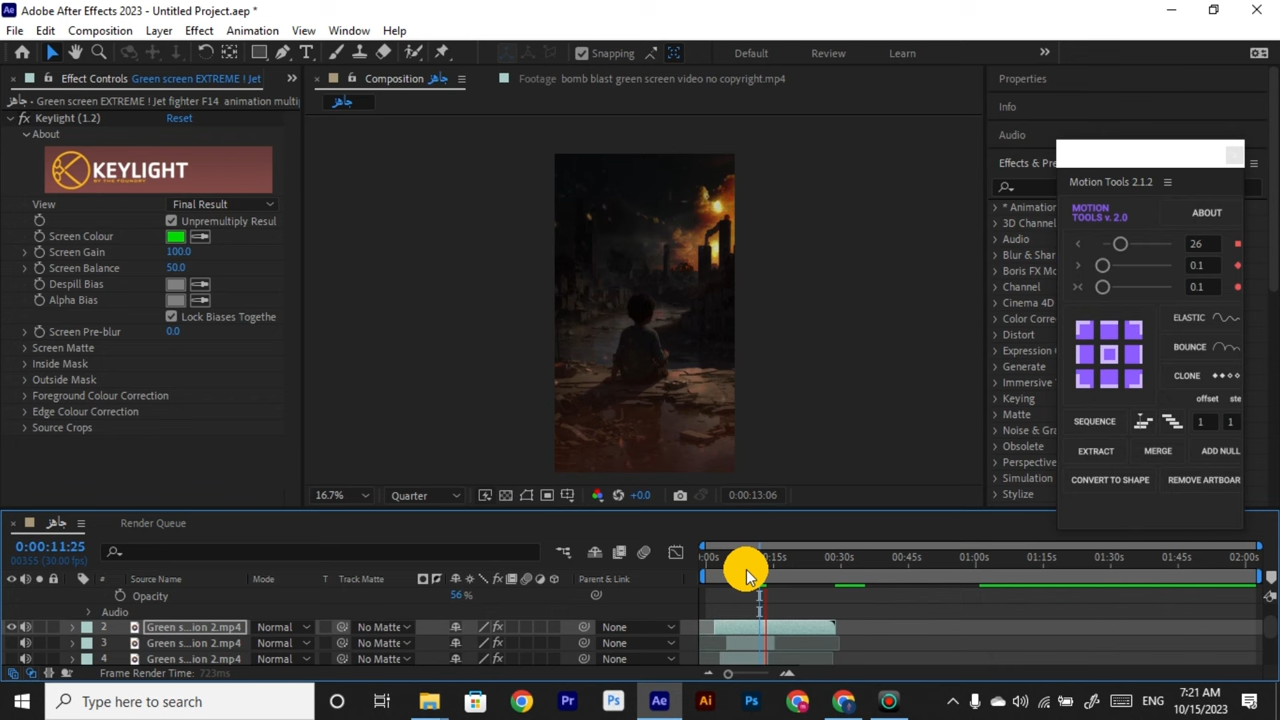 Adobe After Effects 2023 - Untitled Project.aep *
File Edit Composition Layer Effect Animation View Window Help
Snapping Default Review Learn
Effect Controls Green screen EXTREME ! Jet
Composition جاهز
Footage bomb blast green screen video no copyright.mp4
Properties
جاهز • Green screen EXTREME ! Jet fighter F14 animation multi
جاهز
Info
fx Keylight (1.2) Reset
About
Audio
KEYLIGHT
BY THE FOUNDRY
Effects & Pre
Motion Tools 2.1.2
MOTION
TOOLS v. 2.0
ABOUT
View Final Result
Unpremultiply Resul
Screen Colour
Screen Gain 100.0
Screen Balance 50.0
Despill Bias
Alpha Bias
Lock Biases Togethe
Screen Pre-blur 0.0
Screen Matte
Inside Mask
Outside Mask
Foreground Colour Correction
Edge Colour Correction
Source Crops
* Animation
3D Channel
Audio
Blur & Shar
Boris FX Mo
Channel
Cinema 4D
Color Corre
Distort
Expression
Generate
Immersive
Keying
Matte
Noise & Gra
Obsolete
Perspective
Simulation
Stylize
26
0.1
0.1
ELASTIC
BOUNCE
CLONE
offset ste
SEQUENCE 1 1
EXTRACT MERGE ADD NULL
CONVERT TO SHAPE REMOVE ARTBOAR
16.7% Quarter +0.0 0:00:13:06
جاهز
Render Queue
0:00:11:25
00355 (30.00 fps)
:00s 15s 00:30s 00:45s 01:00s 01:15s 01:30s 01:45s 02:00s
# Source Name Mode T Track Matte fx Parent & Link
Opacity 56 %
Audio
2 Green s...ion 2.mp4 Normal No Matte None
3 Green s...ion 2.mp4 Normal No Matte None
4 Green s...ion 2.mp4 Normal No Matte None
Frame Render Time: 723ms
Type here to search
ENG
7:21 AM
10/15/2023